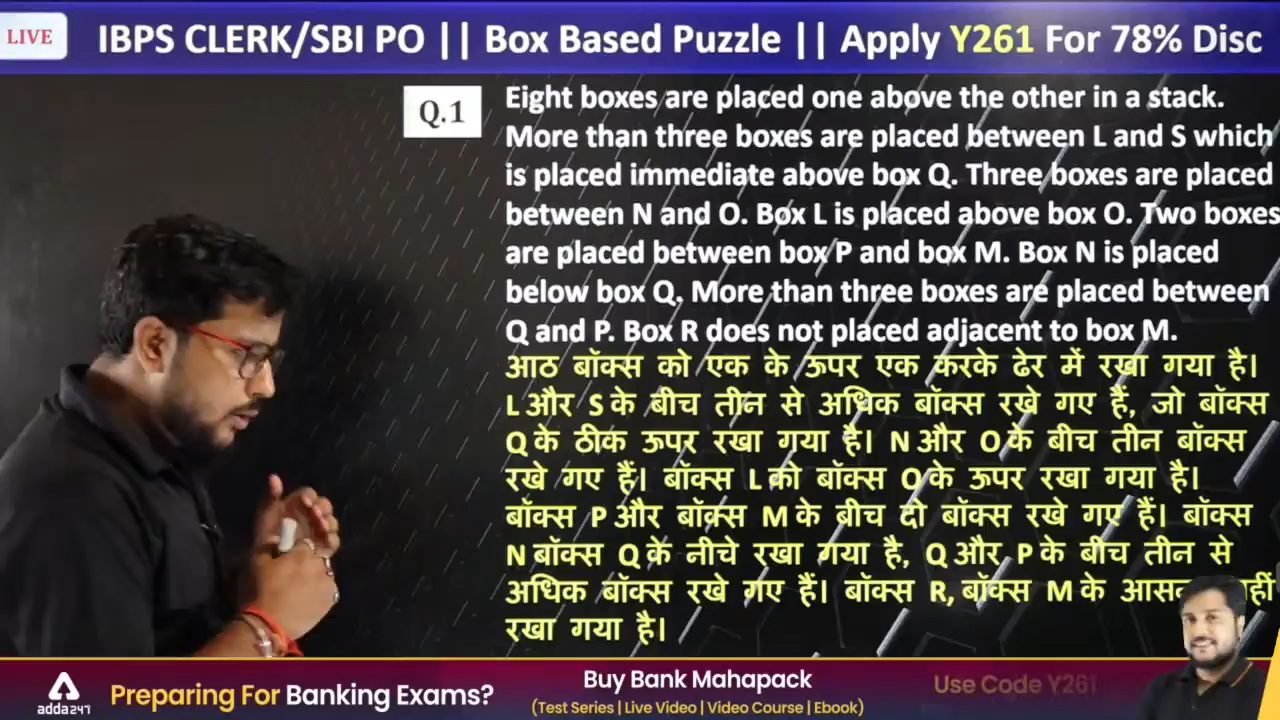 LIVE
IBPS CLERK/SBI PO || Box Based Puzzle || Apply Y261 For 78% Disc
Q.1
Eight boxes are placed one above the other in a stack.
More than three boxes are placed between L and S which
is placed immediate above box Q. Three boxes are placed
between N and O. Box L is placed above box O. Two boxes
are placed between box P and box M. Box N is placed
below box Q. More than three boxes are placed between
Q and P. Box R does not placed adjacent to box M.
आठ बॉक्स को एक के ऊपर एक करके ढेर में रखा गया है।
L और S के बीच तीन से अधिक बॉक्स रखे गए हैं, जो बॉक्स
Q के ठीक ऊपर रखा गया है। N और O के बीच तीन बॉक्स
रखे गए हैं। बॉक्स L को बॉक्स O के ऊपर रखा गया है।
बॉक्स P और बॉक्स M के बीच दो बॉक्स रखे गए हैं। बॉक्स
N बॉक्स Q के नीचे रखा गया है, Q और P के बीच तीन से
अधिक बॉक्स रखे गए हैं। बॉक्स R, बॉक्स M के
रखा गया है।
adda247
Preparing For Banking Exams?
Buy Bank Mahapack
(Test Series | Live Video | Video Course | Ebook)
Use Code Y261